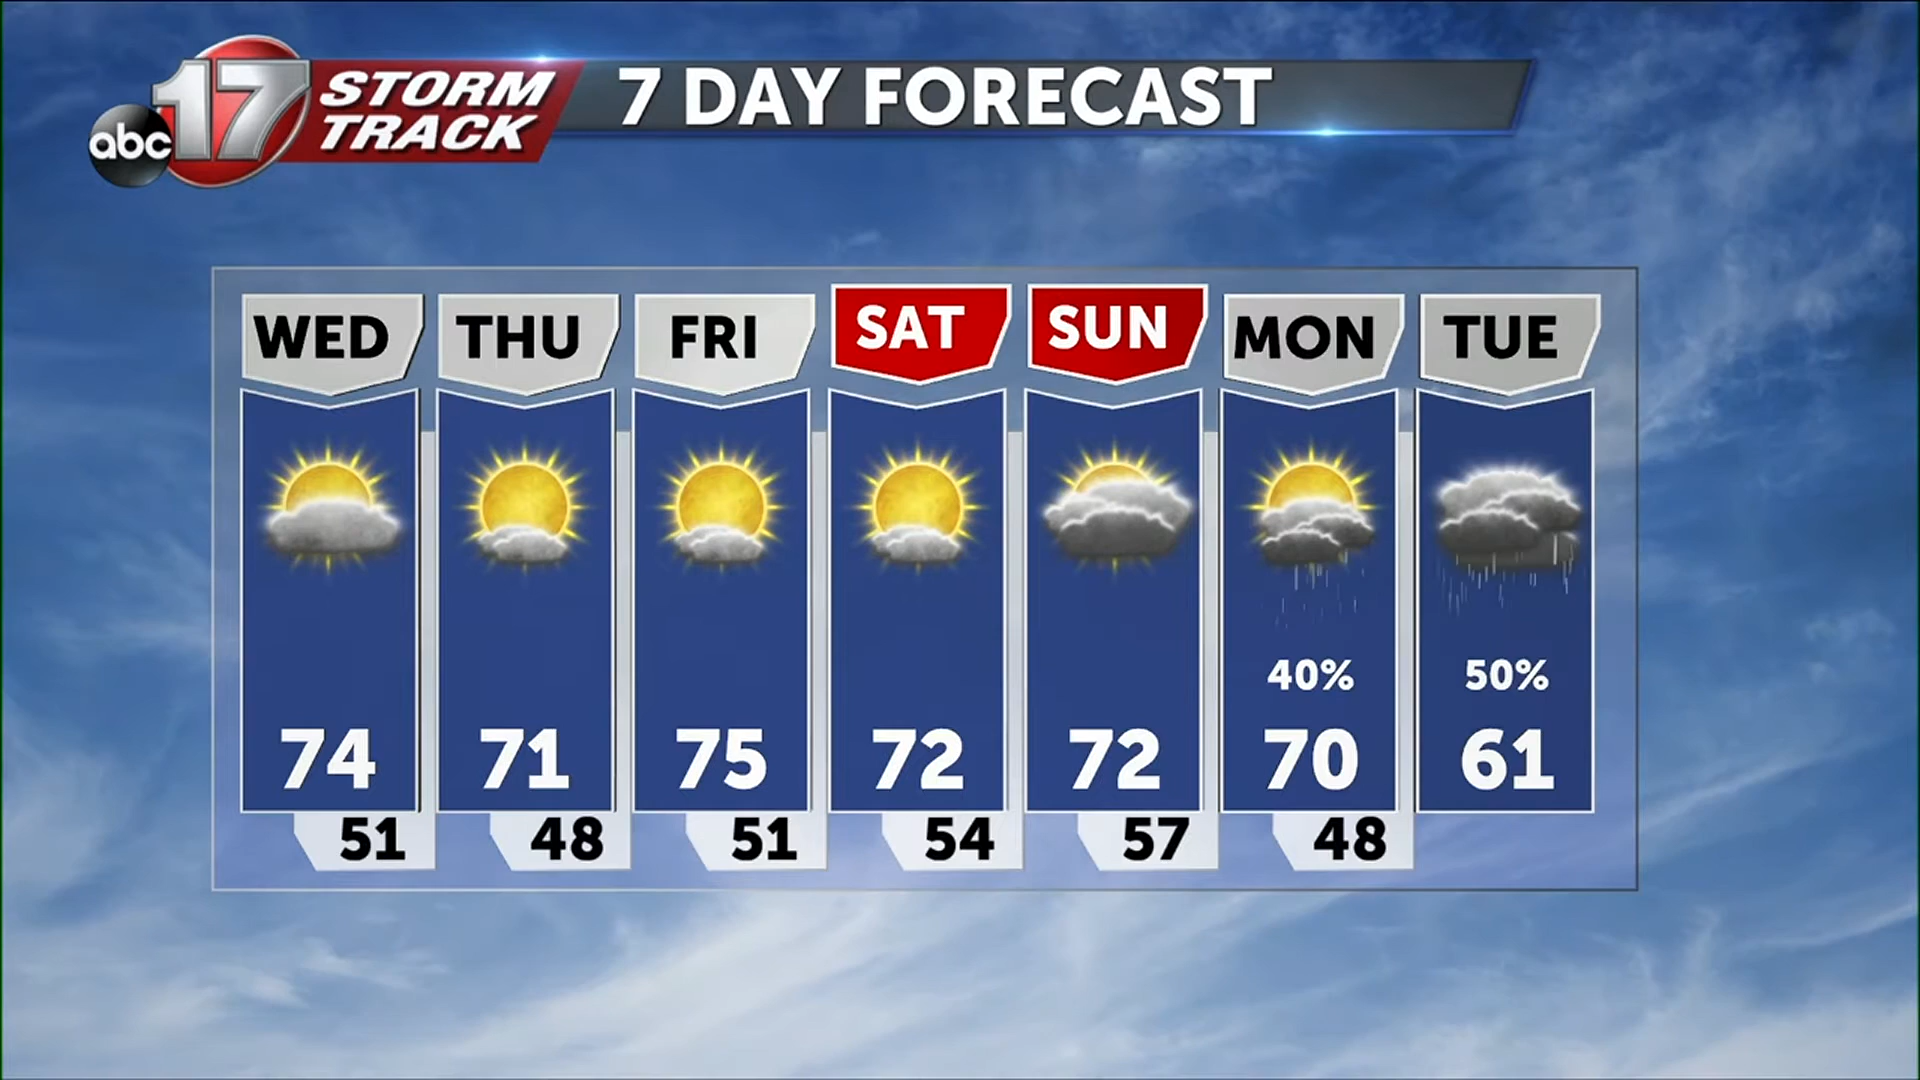 abc 17 STORM TRACK
7 DAY FORECAST
WED THU FRI SAT SUN MON TUE
40% 50%
74 71 75 72 72 70 61
51 48 51 54 57 48